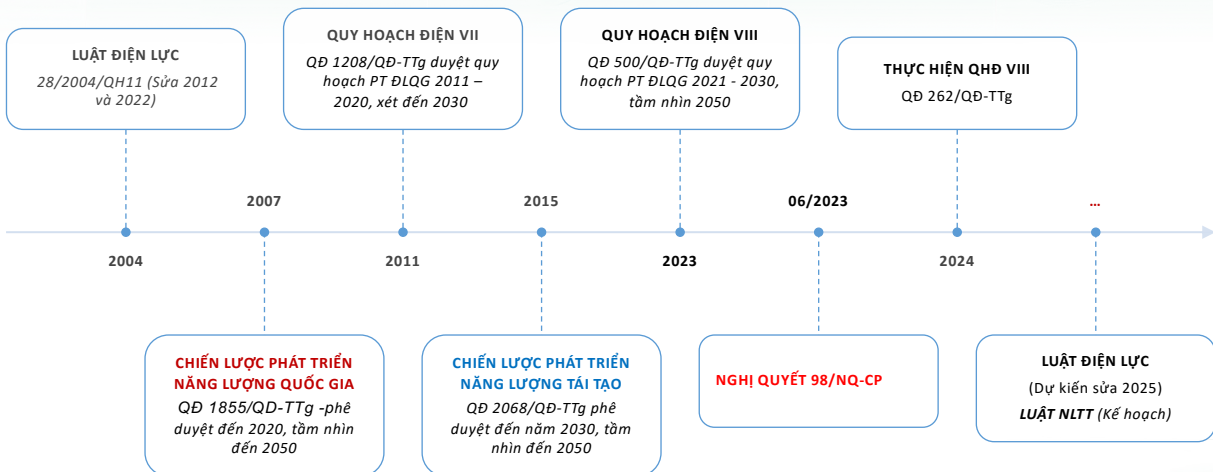 LUẬT ĐIỆN LỰC
28/2004/QH11 (Sửa 2012
và 2022)
QUY HOẠCH ĐIỆN VII
QĐ 1208/QĐ-TTg duyệt quy
hoạch PT ĐLQG 2011 –
2020, xét đến 2030
QUY HOẠCH ĐIỆN VIII
QĐ 500/QĐ-TTg duyệt quy
hoạch PT ĐLQG 2021 - 2030,
tầm nhìn 2050
THỰC HIỆN QHĐ VIII
QĐ 262/QĐ-TTg
2007
2015
06/2023
...
2004
2011
2023
2024
CHIẾN LƯỢC PHÁT TRIỂN
NĂNG LƯỢNG QUỐC GIA
QĐ 1855/QD-TTg -phê
duyệt đến 2020, tầm nhìn
đến 2050
CHIẾN LƯỢC PHÁT TRIỂN
NĂNG LƯỢNG TÁI TẠO
QĐ 2068/QĐ-TTg phê
duyệt đến năm 2030, tầm
nhìn đến 2050
NGHỊ QUYẾT 98/NQ-CP
LUẬT ĐIỆN LỰC
(Dự kiến sửa 2025)
LUẬT NLTT (Kế hoạch)